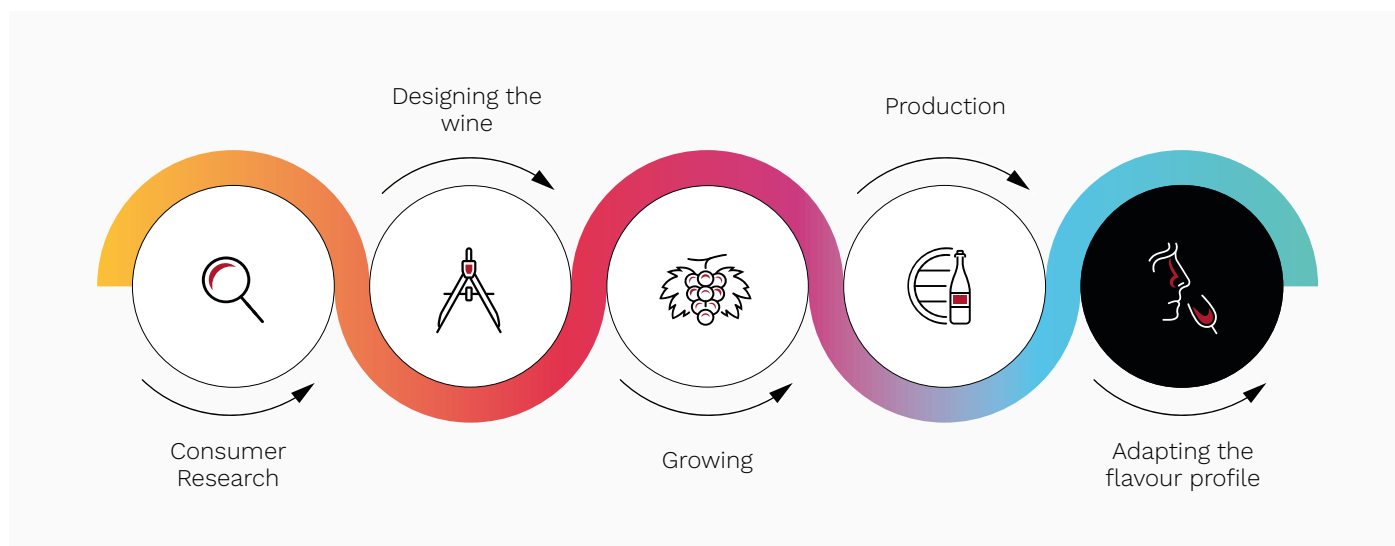 Consumer
Research
Designing the
wine
Growing
Production
Adapting the
flavour profile